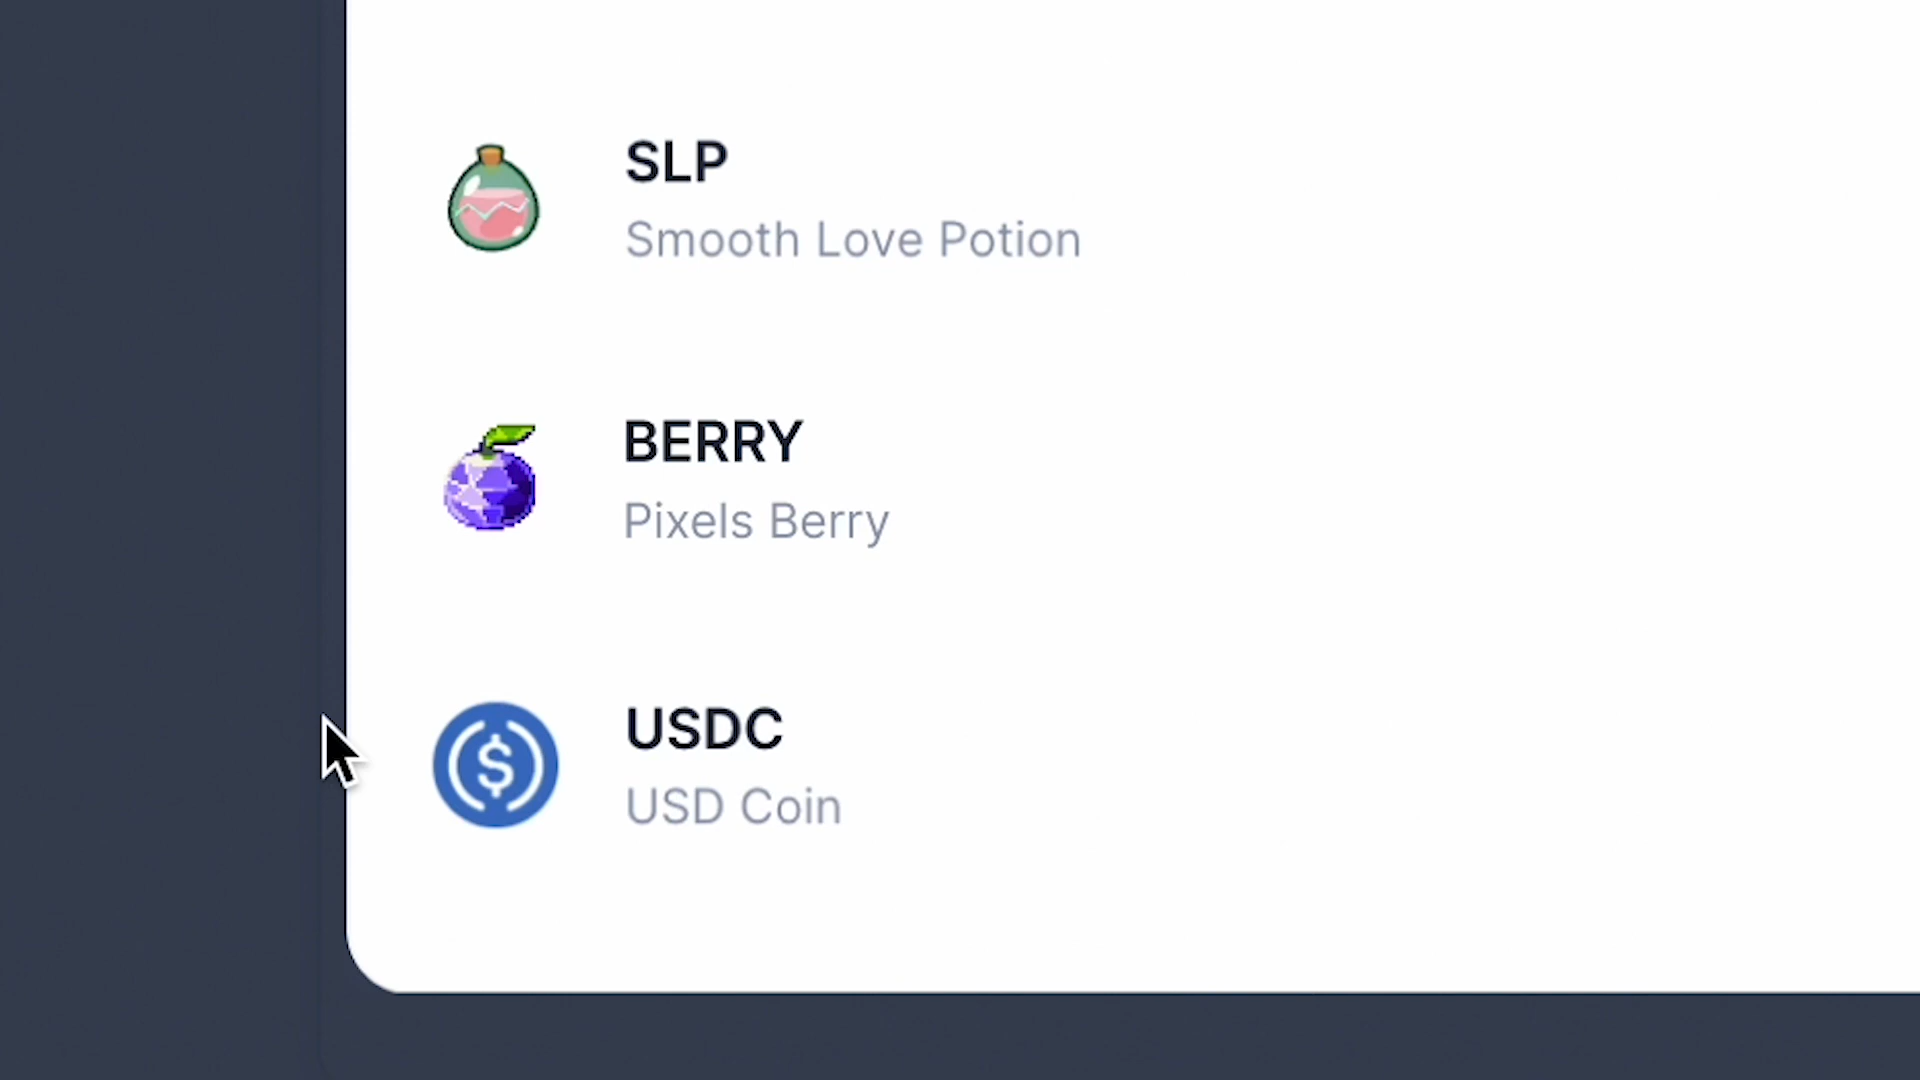 SLP
Smooth Love Potion
BERRY
Pixels Berry
$
USDC
USD Coin